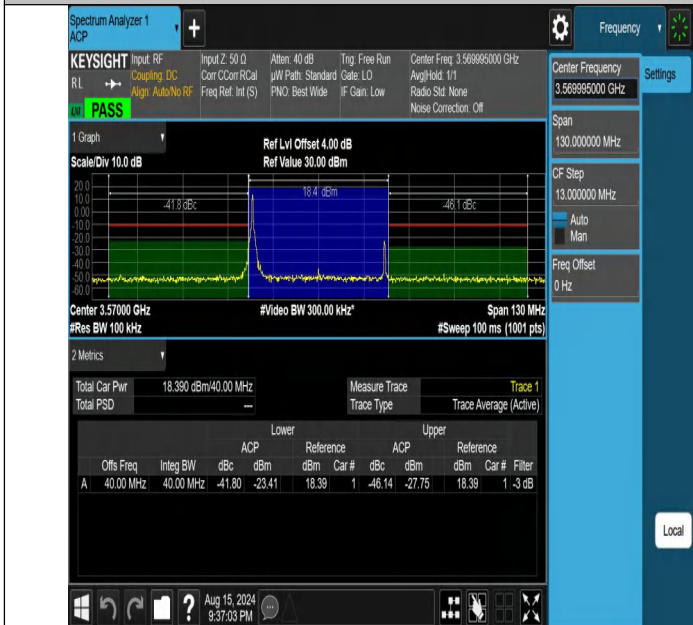 Spectrum Analyzer 1
ACP
Frequency
KEYSIGHT
Input: RF
Coupling: DC
Align: Auto/No RF
Input Z: 50 Ω
Corr CCorr RCal
Freq Ref: Int (S)
Atten: 40 dB
µW Path: Standard
PNO: Best Wide
Trig: Free Run
Gate: LO
IF Gain: Low
Center Freq: 3.569995000 GHz
Avg|Hold: 1/1
Radio Std: None
Noise Correction: Off
RL
PASS
Center Frequency
3.569995000 GHz
Settings
Span
130.000000 MHz
CF Step
13.000000 MHz
Auto
Man
Freq Offset
0 Hz
Local
1 Graph
Scale/Div 10.0 dB
Ref Lvl Offset 4.00 dB
Ref Value 30.00 dBm
20.0
10.0
0.00
-10.0
-20.0
-30.0
-40.0
-50.0
-60.0
-41.8 dBc
18.4 dBm
-46.1 dBc
Center 3.57000 GHz
#Video BW 300.00 kHz*
Span 130 MHz
#Res BW 100 kHz
#Sweep 100 ms (1001 pts)
2 Metrics
Total Car Pwr 18.390 dBm/40.00 MHz
Total PSD ---
Measure Trace Trace 1
Trace Type Trace Average (Active)
Lower Upper
ACP Reference ACP Reference
Offs Freq Integ BW dBc dBm dBm Car # dBc dBm dBm Car # Filter
A 40.00 MHz 40.00 MHz -41.80 -23.41 18.39 1 -46.14 -27.75 18.39 1 -3 dB
?
Aug 15, 2024
9:37:03 PM